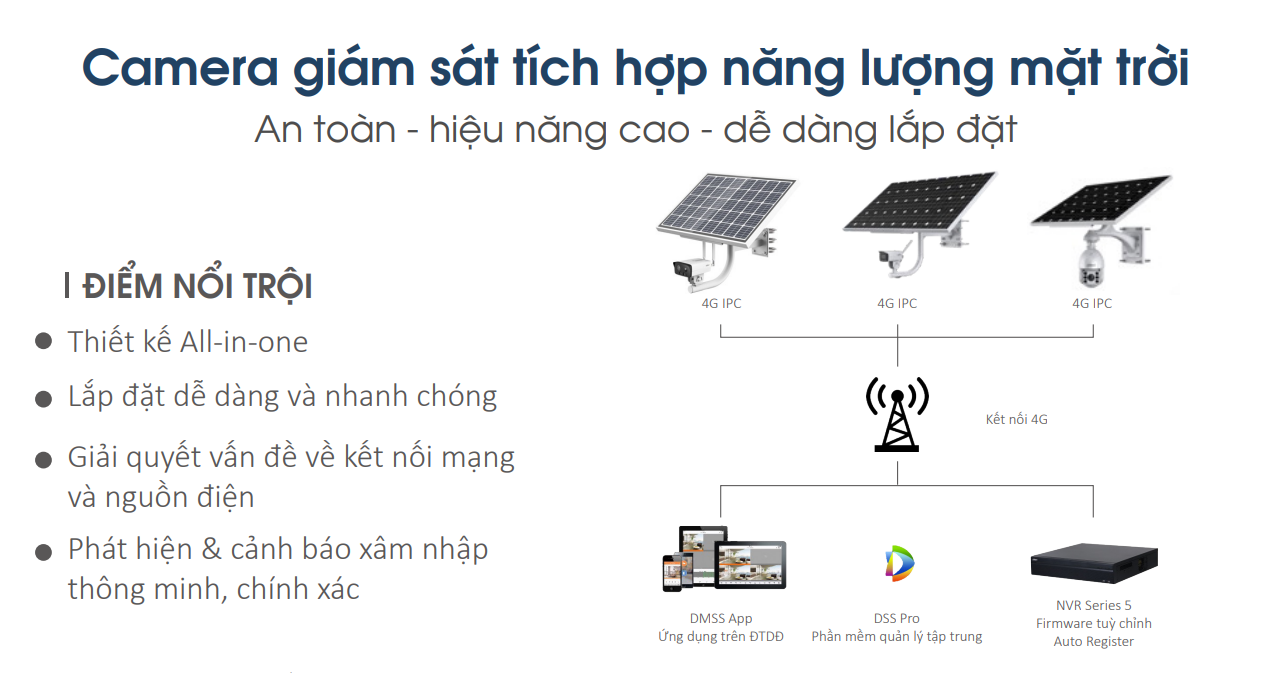 Camera giám sát tích hợp năng lượng mặt trời
An toàn - hiệu năng cao - dễ dàng lắp đặt
ĐIỂM NỔI TRỘI
Thiết kế All-in-one
Lắp đặt dễ dàng và nhanh chóng
Giải quyết vấn đề về kết nối mạng
và nguồn điện
Phát hiện & cảnh báo xâm nhập
thông minh, chính xác
4G IPC
4G IPC
4G IPC
Kết nối 4G
DMSS App
Ứng dụng trên ĐTDĐ
DSS Pro
Phần mềm quản lý tập trung
NVR Series 5
Firmware tuỳ chỉnh
Auto Register